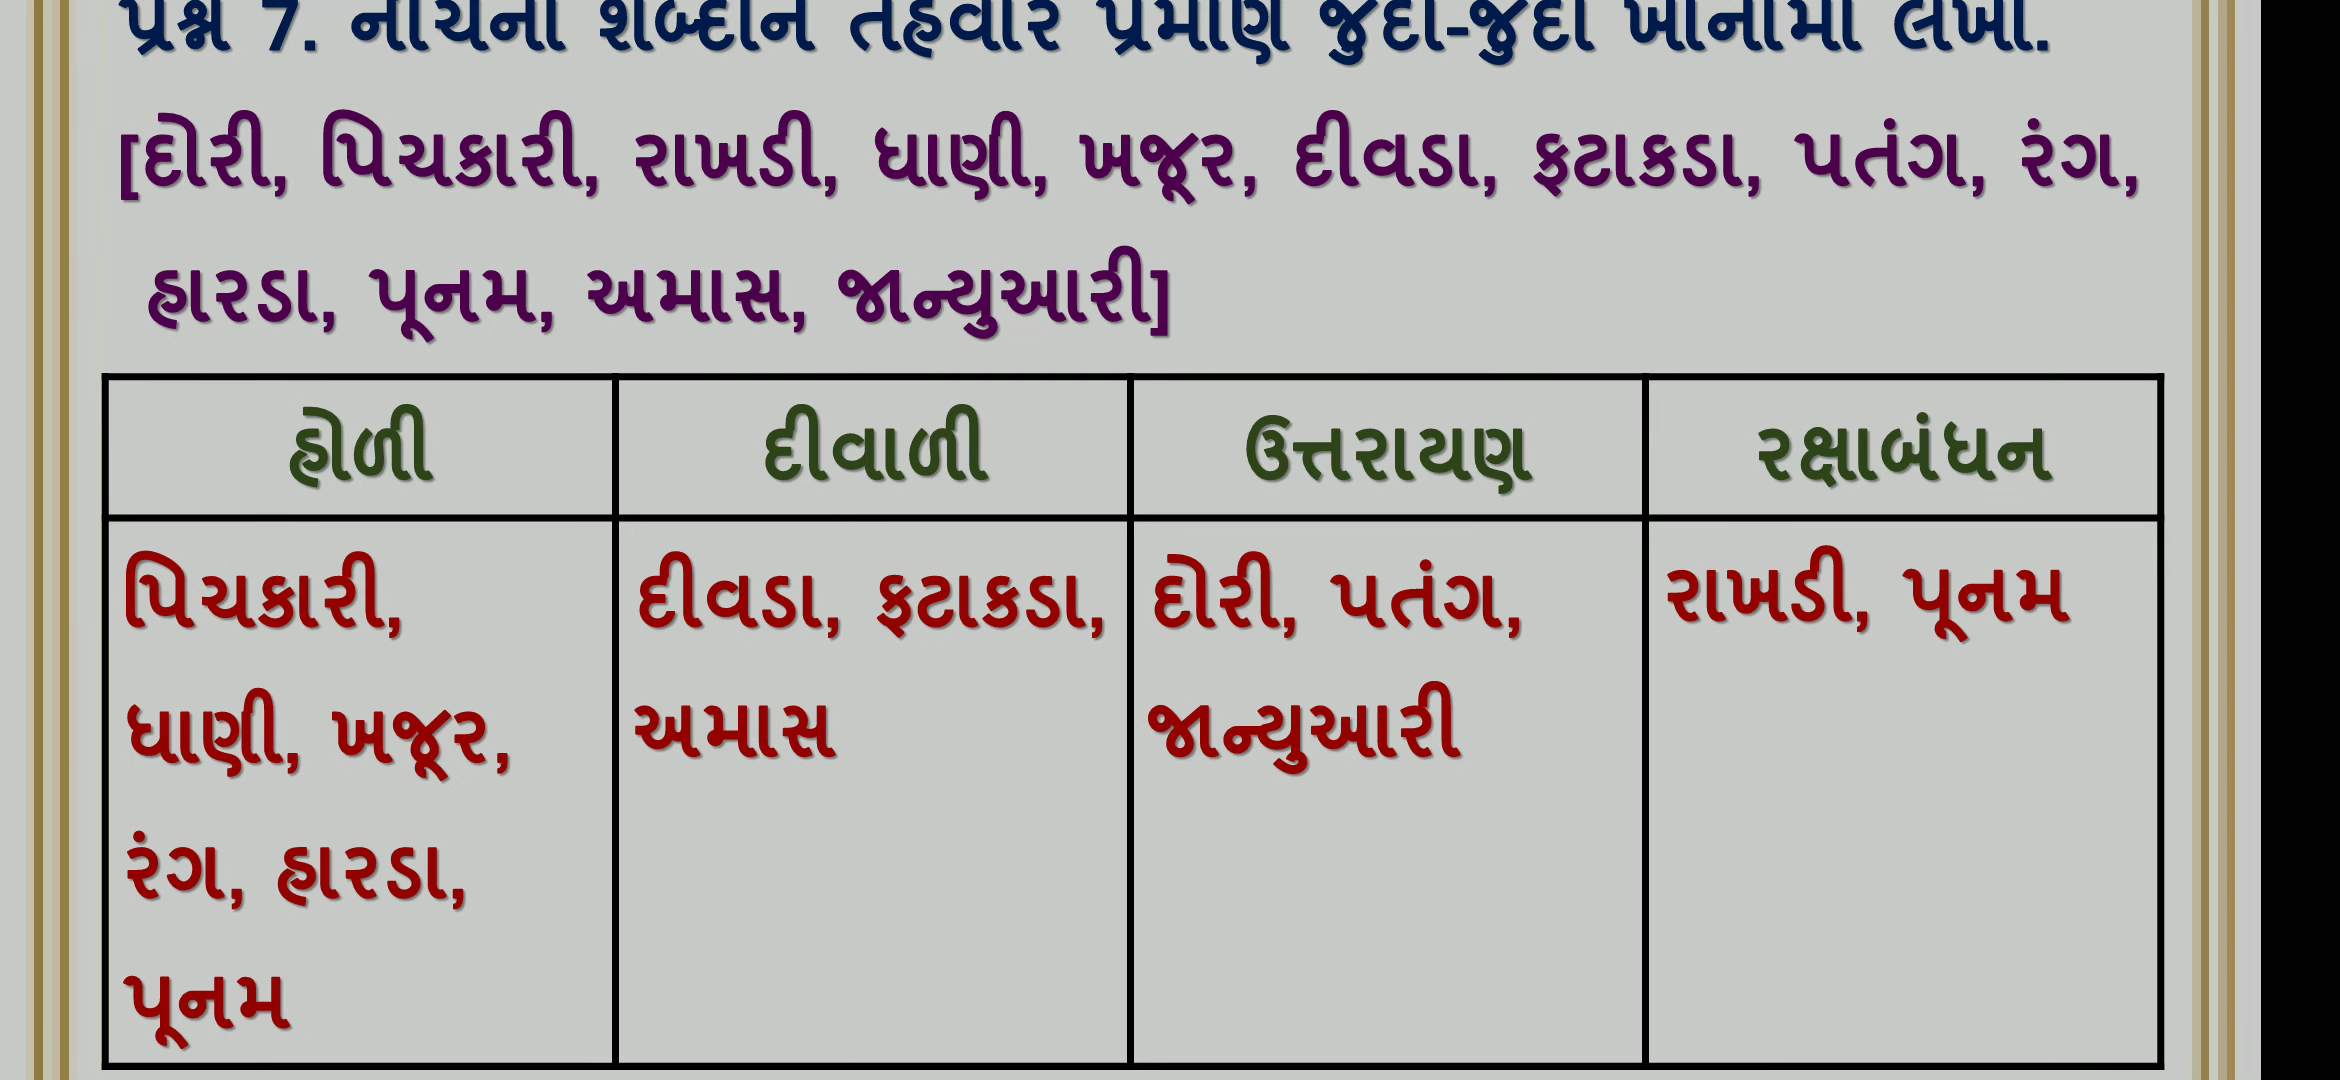 પ્રશ્ન 7. નીચેના શબ્દોને તહેવાર પ્રમાણે જુદા-જુદા ખાનામાં લખો.
[દોરી, પિચકારી, રાખડી, ધાણી, ખજૂર, દીવડા, ફટાકડા, પતંગ, રંગ,
હારડા, પૂનમ, અમાસ, જાન્યુઆરી]
હોળી
દીવાળી
ઉત્તરાયણ
રક્ષાબંધન
પિચકારી,
ધાણી, ખજૂર,
રંગ, હારડા,
પૂનમ
દીવડા, ફટાકડા,
અમાસ
દોરી, પતંગ,
જાન્યુઆરી
રાખડી, પૂનમ